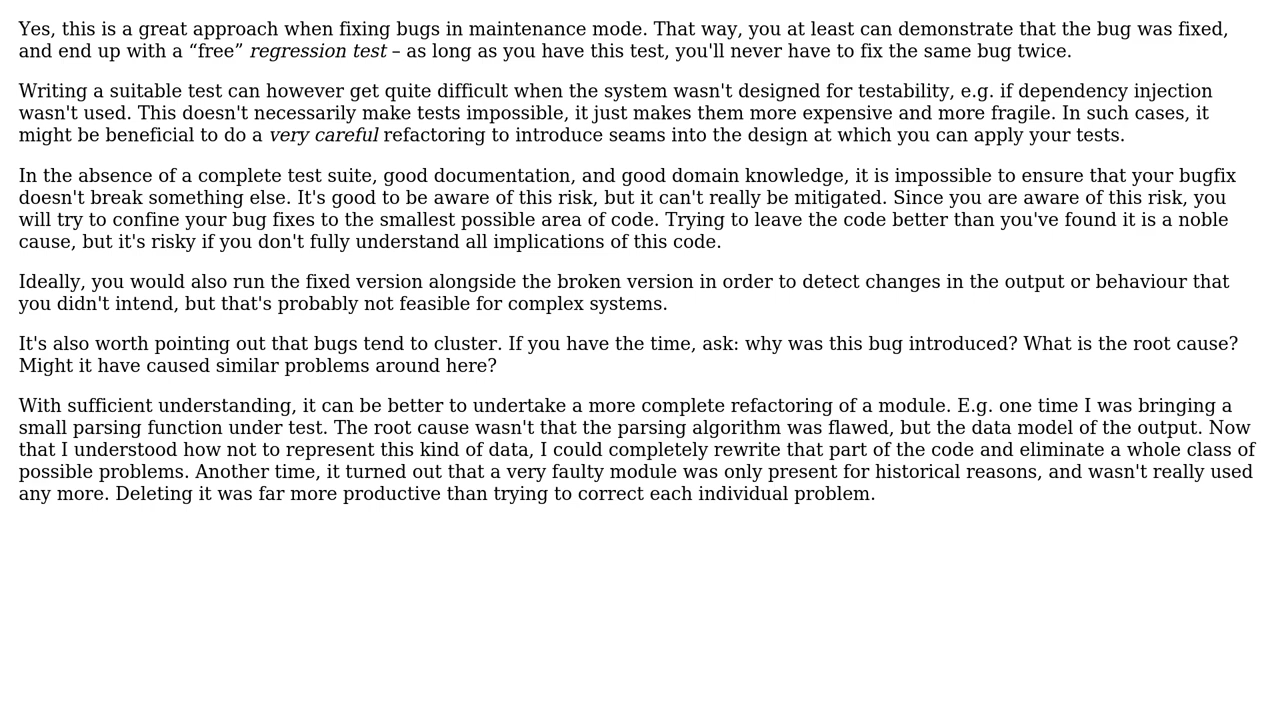 Yes, this is a great approach when fixing bugs in maintenance mode. That way, you at least can demonstrate that the bug was fixed,
and end up with a “free” regression test – as long as you have this test, you'll never have to fix the same bug twice.
Writing a suitable test can however get quite difficult when the system wasn't designed for testability, e.g. if dependency injection
wasn't used. This doesn't necessarily make tests impossible, it just makes them more expensive and more fragile. In such cases, it
might be beneficial to do a very careful refactoring to introduce seams into the design at which you can apply your tests.
In the absence of a complete test suite, good documentation, and good domain knowledge, it is impossible to ensure that your bugfix
doesn't break something else. It's good to be aware of this risk, but it can't really be mitigated. Since you are aware of this risk, you
will try to confine your bug fixes to the smallest possible area of code. Trying to leave the code better than you've found it is a noble
cause, but it's risky if you don't fully understand all implications of this code.
Ideally, you would also run the fixed version alongside the broken version in order to detect changes in the output or behaviour that
you didn't intend, but that's probably not feasible for complex systems.
It's also worth pointing out that bugs tend to cluster. If you have the time, ask: why was this bug introduced? What is the root cause?
Might it have caused similar problems around here?
With sufficient understanding, it can be better to undertake a more complete refactoring of a module. E.g. one time I was bringing a
small parsing function under test. The root cause wasn't that the parsing algorithm was flawed, but the data model of the output. Now
that I understood how not to represent this kind of data, I could completely rewrite that part of the code and eliminate a whole class of
possible problems. Another time, it turned out that a very faulty module was only present for historical reasons, and wasn't really used
any more. Deleting it was far more productive than trying to correct each individual problem.